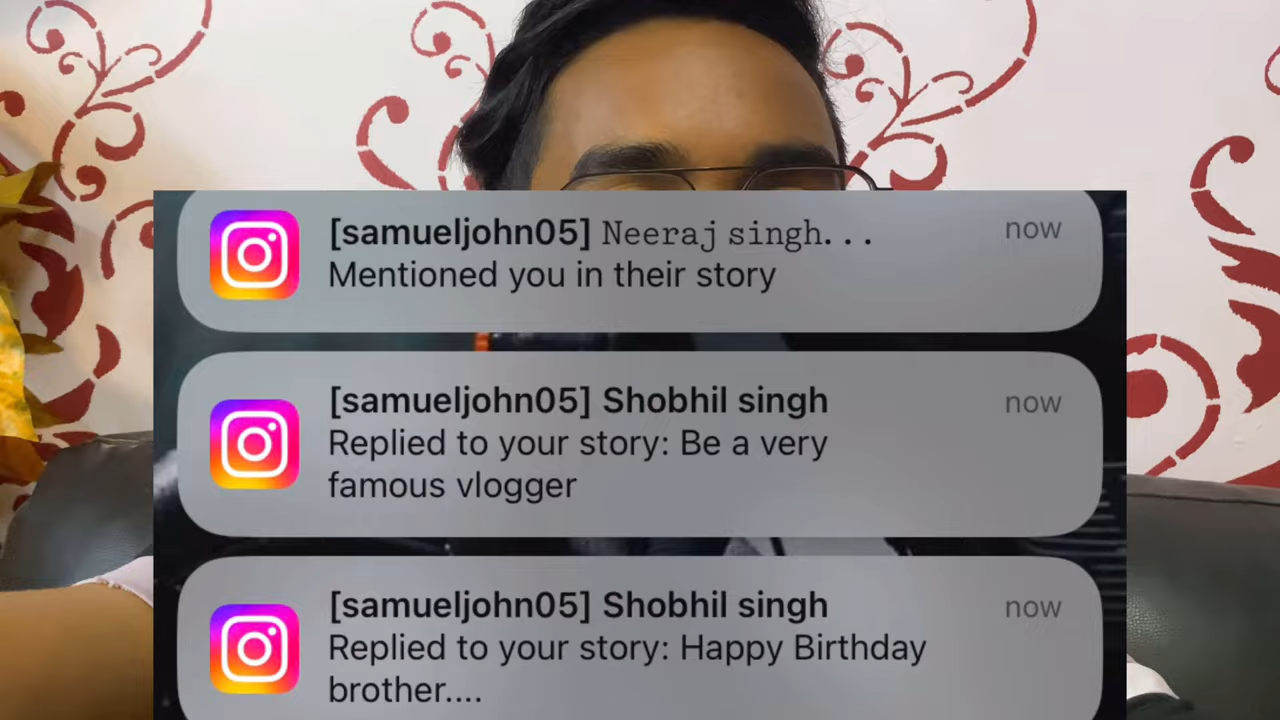 [samueljohn05] Neeraj singh... now
Mentioned you in their story
[samueljohn05] Shobhil singh now
Replied to your story: Be a very
famous vlogger
[samueljohn05] Shobhil singh now
Replied to your story: Happy Birthday
brother....